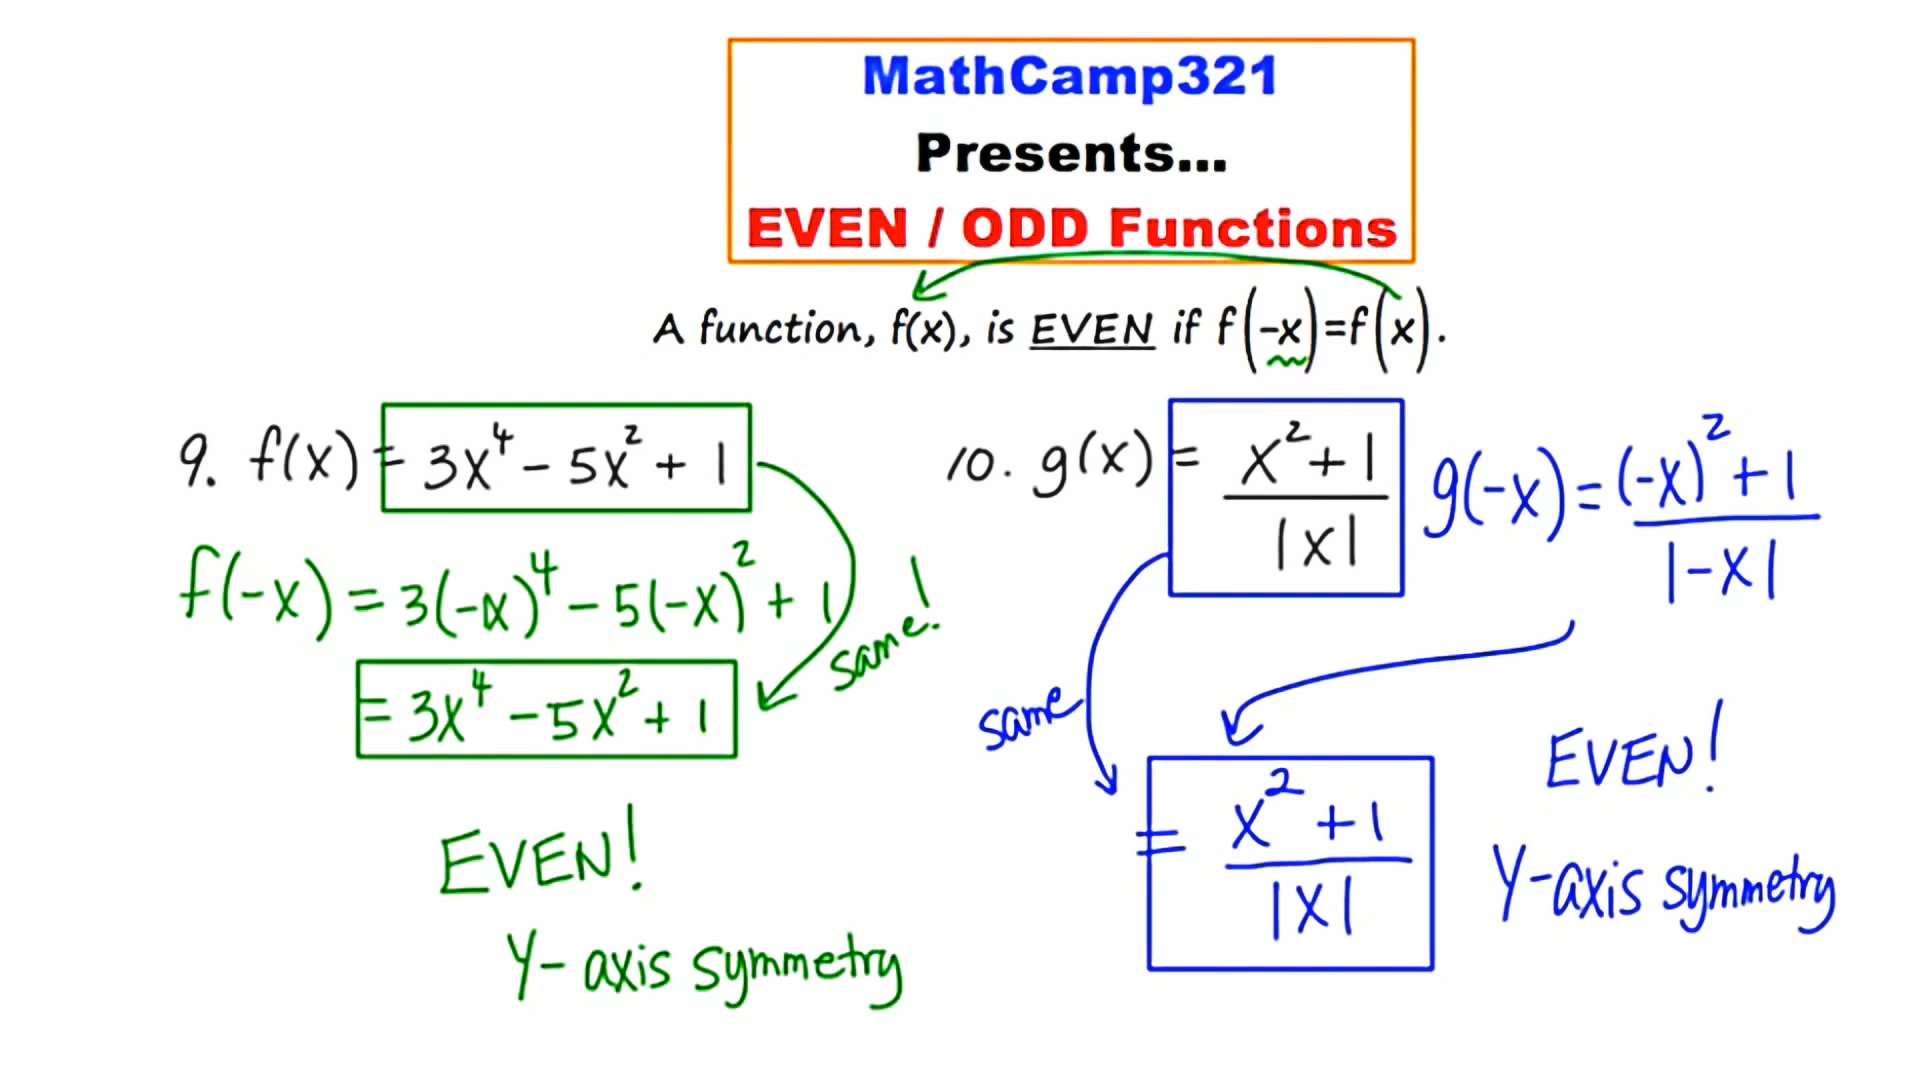 MathCamp321
Presents...
EVEN / ODD Functions
A function, f(x), is EVEN if f(-x)=f(x).
9. f(x) = 3x⁴ - 5x² + 1
f(-x) = 3(-x)⁴ - 5(-x)² + 1
same!
= 3x⁴ - 5x² + 1
EVEN!
Y-axis symmetry
10. g(x) = x² + 1
|x|
g(-x) = (-x)² + 1
|-x|
same
= x² + 1
|x|
EVEN!
Y-axis symmetry